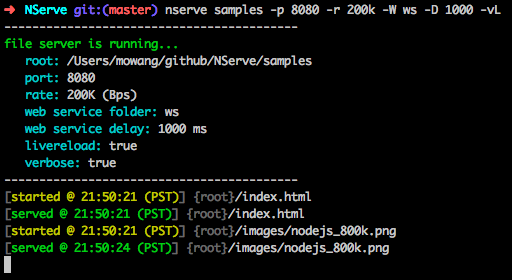 ➜ NServe git:(master) nserve samples -p 8080 -r 200k -W ws -D 1000 -vL
----------------------------------------
file server is running...
root: /Users/mowang/github/NServe/samples
port: 8080
rate: 200K (Bps)
web service folder: ws
web service delay: 1000 ms
livereload: true
verbose: true
----------------------------------------
[started @ 21:50:21 (PST)] {root}/index.html
[served @ 21:50:21 (PST)] {root}/index.html
[started @ 21:50:21 (PST)] {root}/images/nodejs_800k.png
[served @ 21:50:24 (PST)] {root}/images/nodejs_800k.png